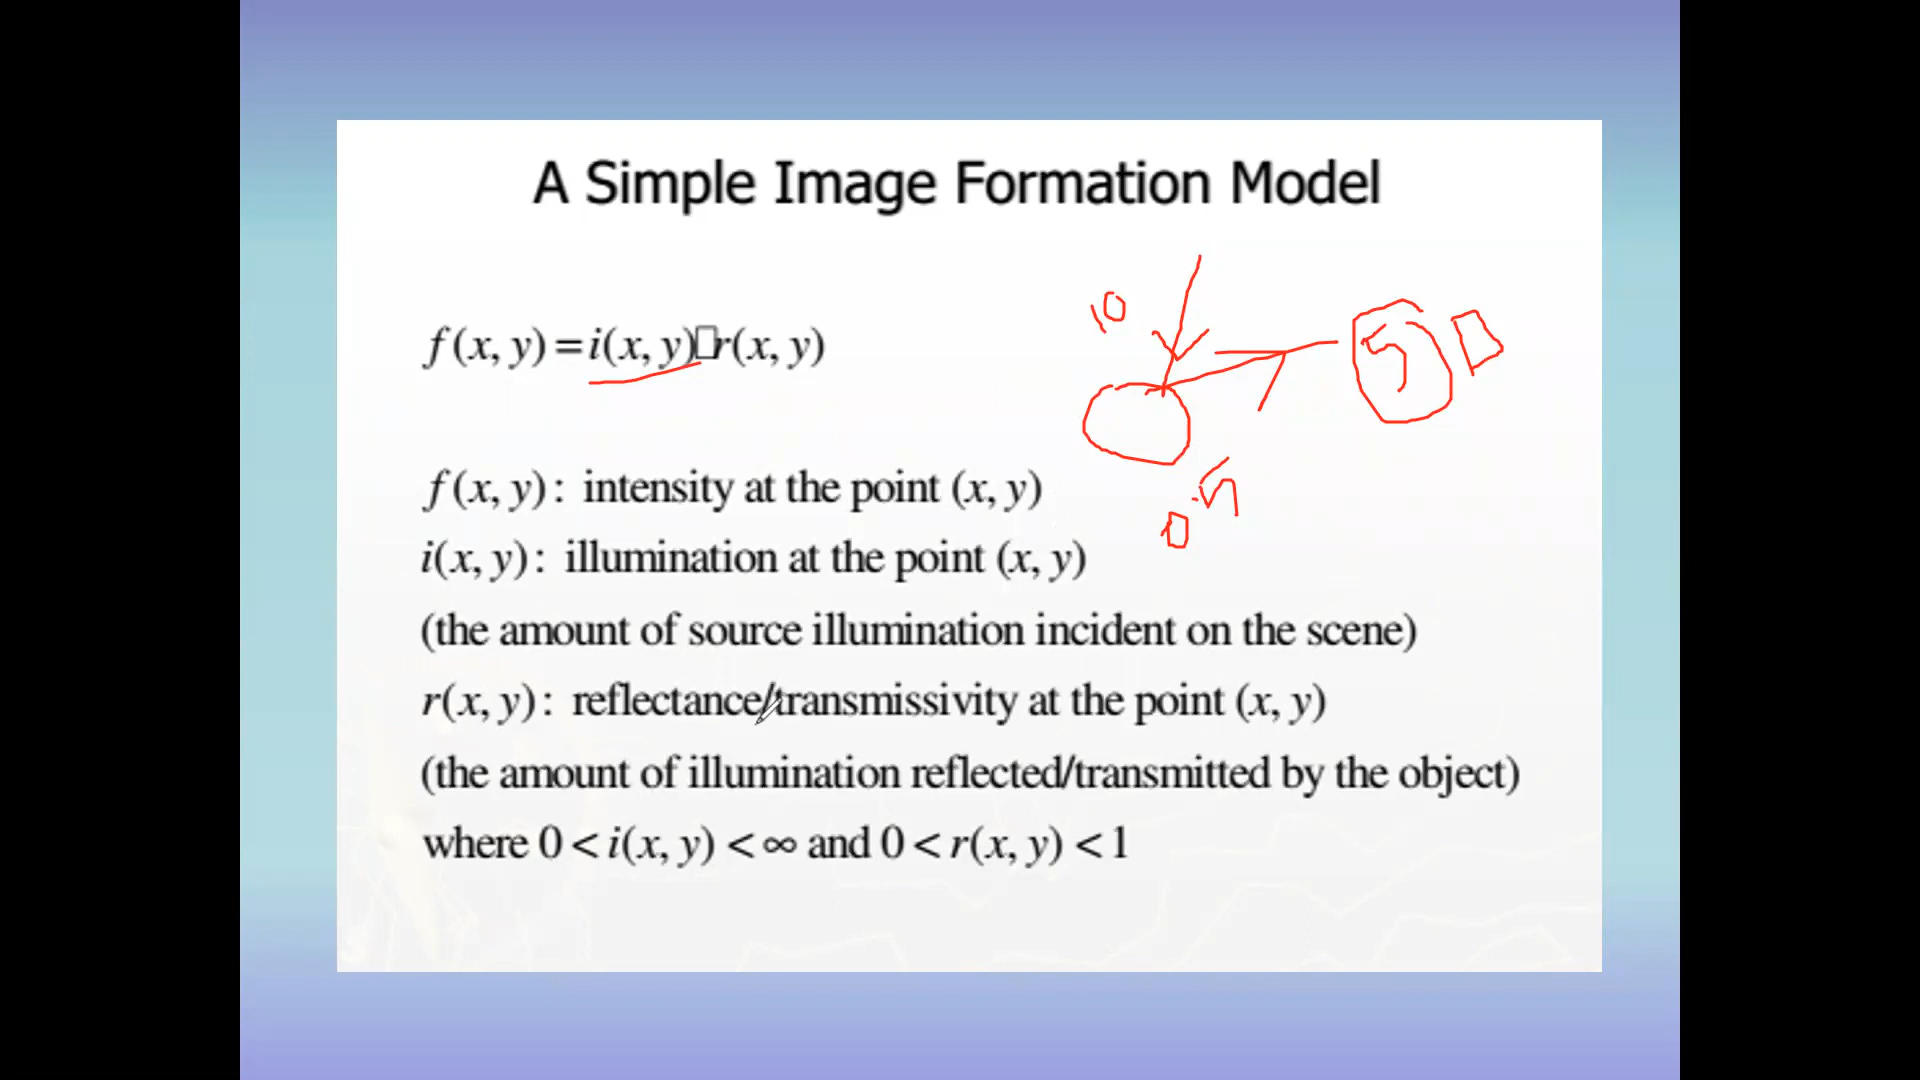 A Simple Image Formation Model
10
f(x, y)=i(x, y)□r(x, y)
5
f(x, y): intensity at the point (x, y)
0.5
i(x, y): illumination at the point (x, y)
(the amount of source illumination incident on the scene)
r(x, y): reflectance/transmissivity at the point (x, y)
(the amount of illumination reflected/transmitted by the object)
where 0 < i(x, y) < ∞ and 0 < r(x, y) < 1